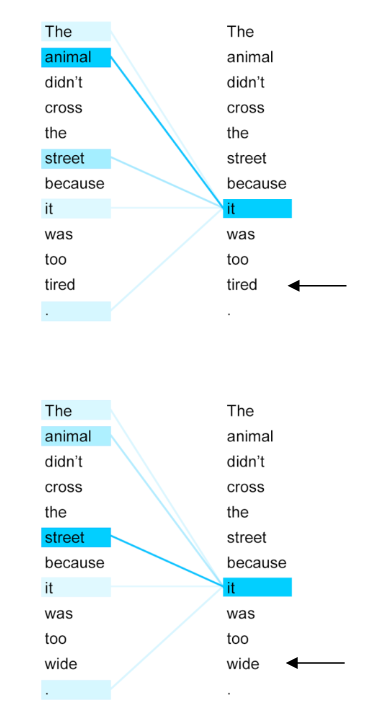 The The
animal animal
didn't didn't
cross cross
the the
street street
because because
it it
was was
too too
tired tired
. .
The The
animal animal
didn't didn't
cross cross
the the
street street
because because
it it
was was
too too
wide wide
. .